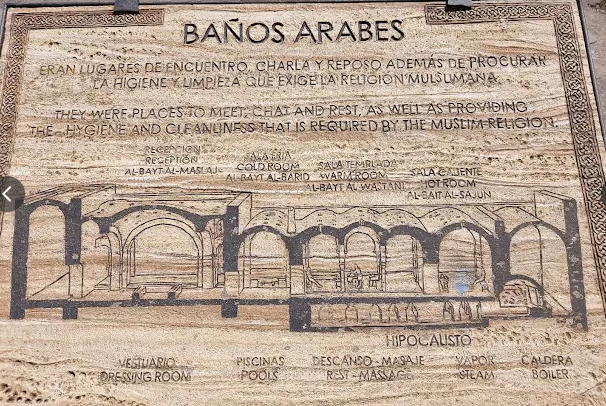 BAÑOS ARABES
ERAN LUGARES DE ENCUENTRO, CHARLA Y REPOSO ADEMÁS DE PROCURAR
LA HIGIENE Y LIMPIEZA QUE EXIGE LA RELIGIÓN MULSUMANA.
THEY WERE PLACES TO MEET, CHAT AND REST, AS WELL AS PROVIDING
THE HYGIENE AND CLEANLINESS THAT IS REQUIRED BY THE MUSLIM RELIGION.
RECEPCIÓN
RECEPTION
AL-BAYT AL-MASLAJ
SALA FRIA
COLD ROOM
AL-BAYT AL-BARID
SALA TEMPLADA
WARM ROOM
AL-BAYT AL WASTANI
SALA CALIENTE
HOT ROOM
AL-BAIT AL-SAJUN
HIPOCAUSTO
VESTUARIO
DRESSING ROOM
PISCINAS
POOLS
DESCANSO - MASAJE
REST - MASSAGE
VAPOR
STEAM
CALDERA
BOILER